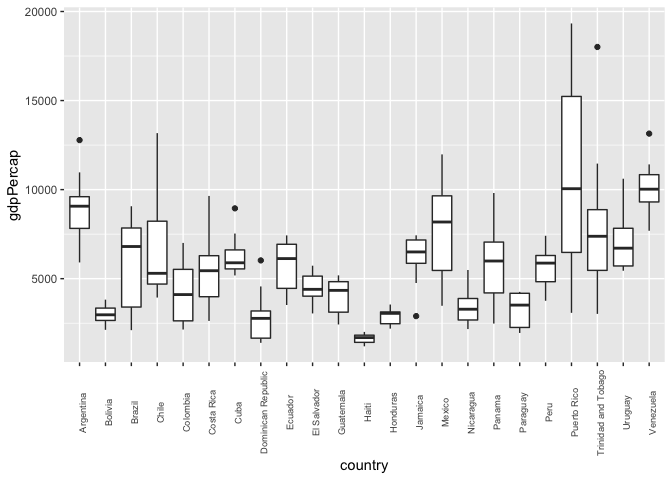 20000
15000
10000
5000
gdpPercap
Argentina
Bolivia
Brazil
Chile
Colombia
Costa Rica
Cuba
Dominican Republic
Ecuador
El Salvador
Guatemala
Haiti
Honduras
Jamaica
Mexico
Nicaragua
Panama
Paraguay
Peru
Puerto Rico
Trinidad and Tobago
Uruguay
Venezuela
country